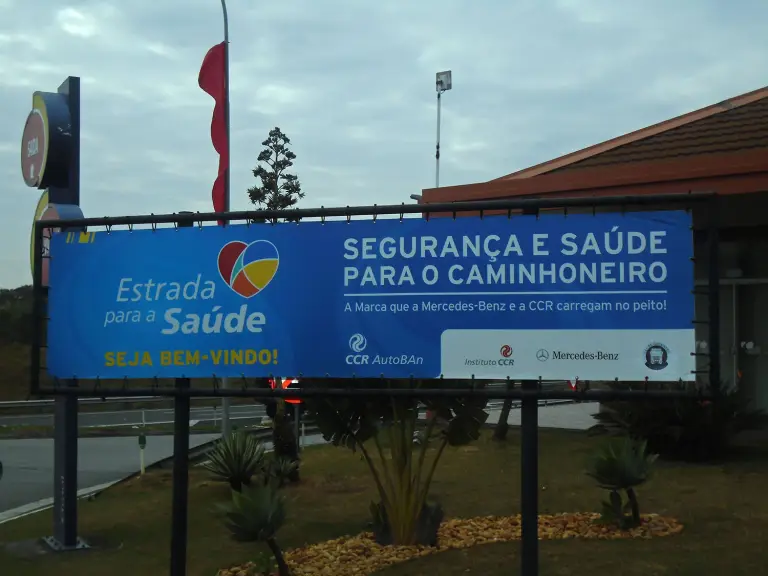 SAÍDA
Estrada
para a Saúde
SEJA BEM-VINDO!
SEGURANÇA E SAÚDE
PARA O CAMINHONEIRO
A Marca que a Mercedes-Benz e a CCR carregam no peito!
CCR AutoBAn
Instituto CCR
Mercedes-Benz